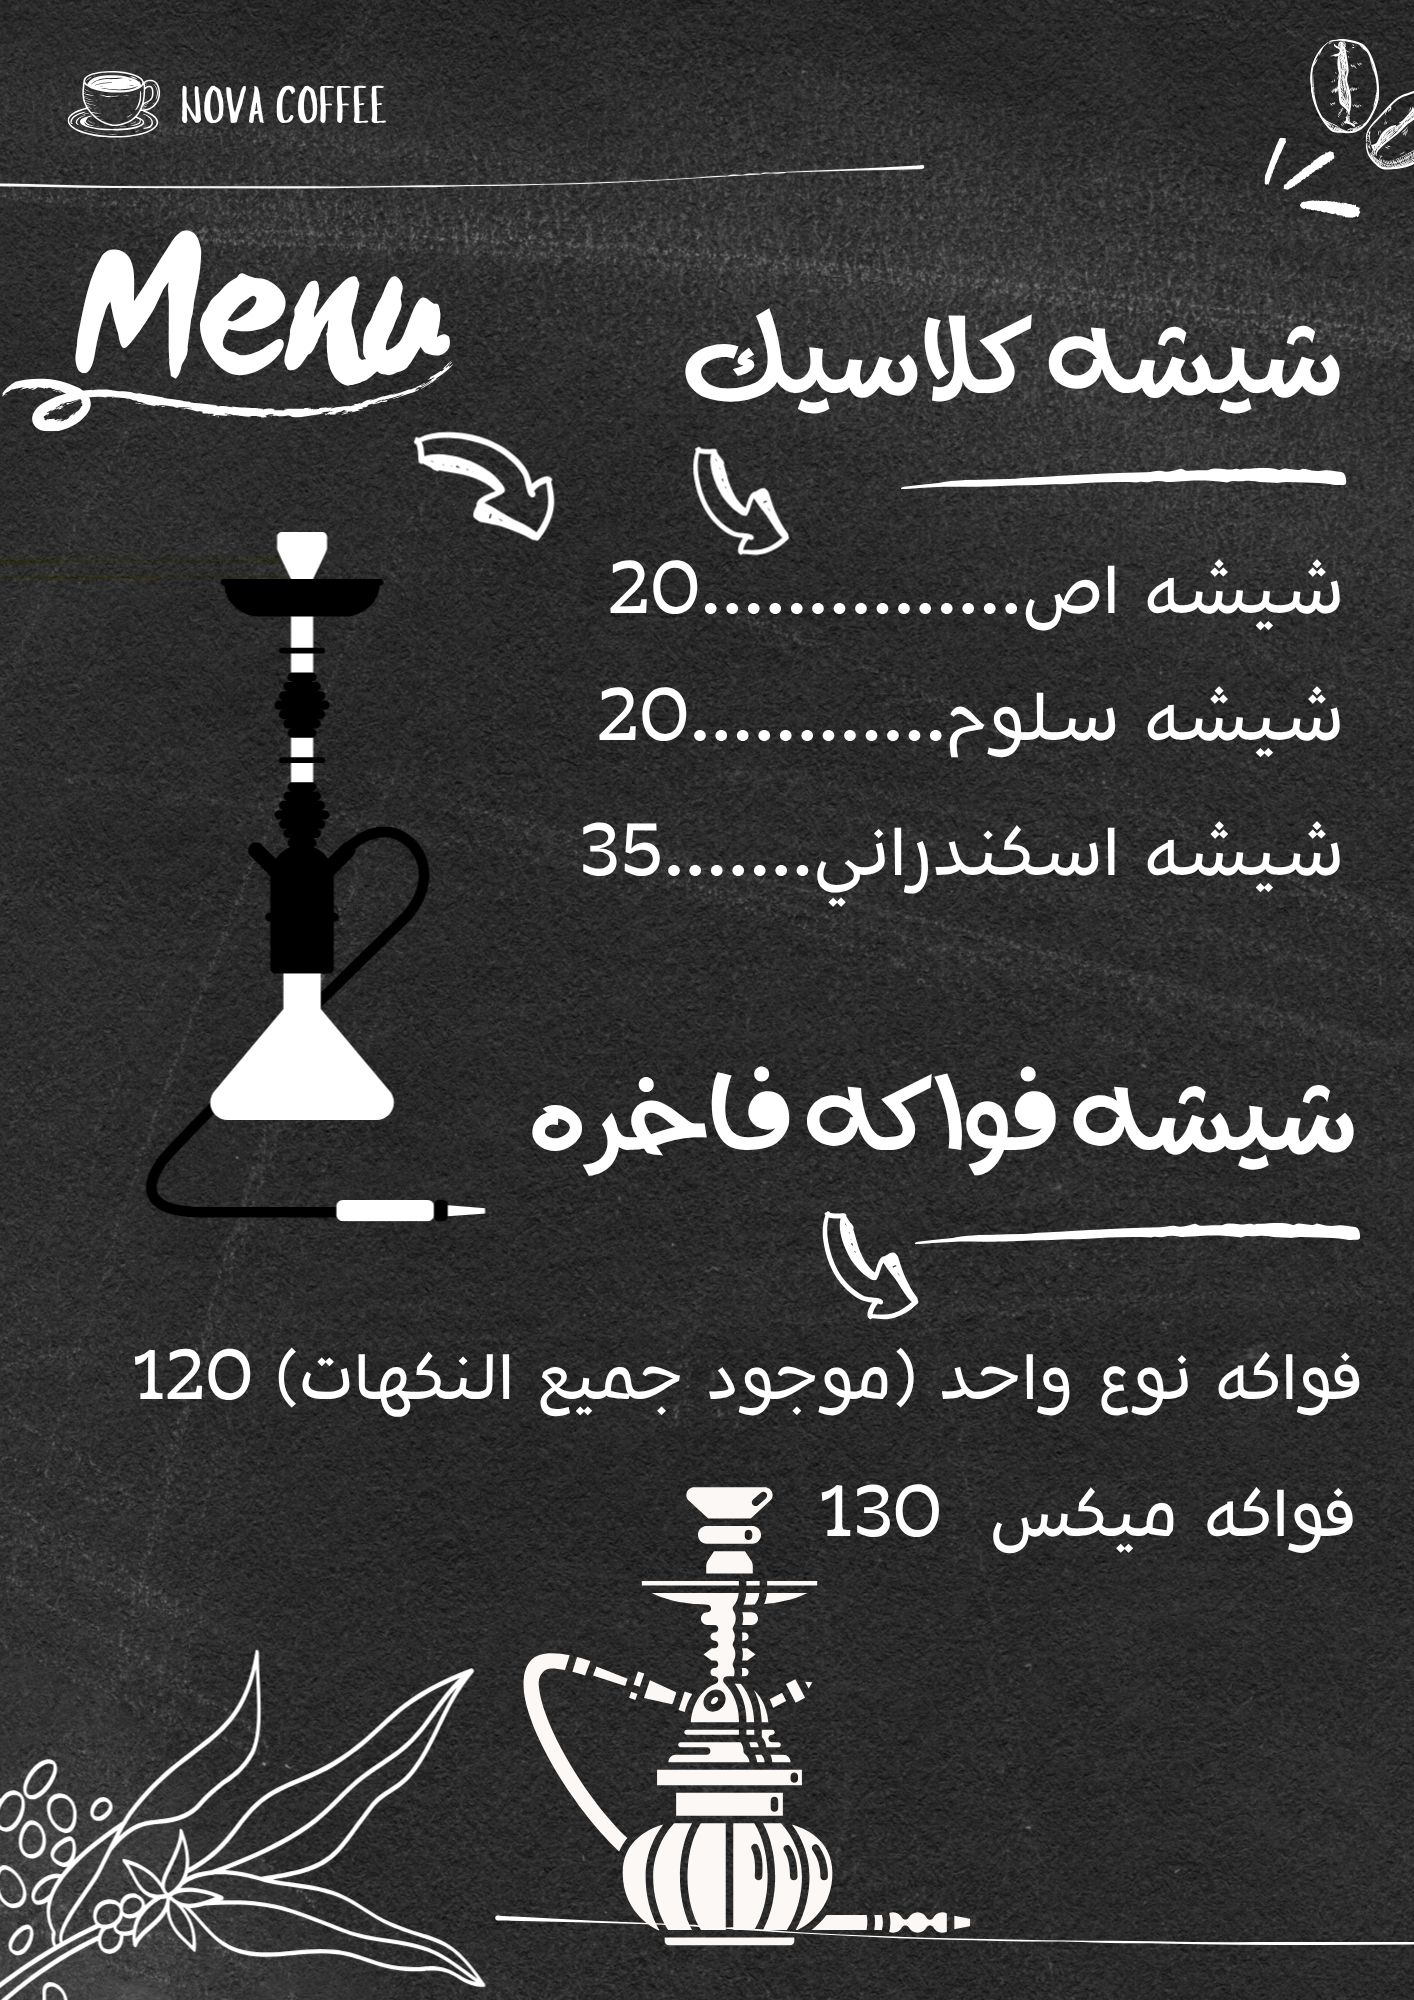 NOVA COFFEE
Menu
شيشه كلاسيك
شيشه اص...............20
شيشه سلوح............20
شيشه اسكندراني.......35
شيشه فواكه فاخره
فواكه نوع واحد (موجود جميع النكهات) 120
فواكه ميكس 130